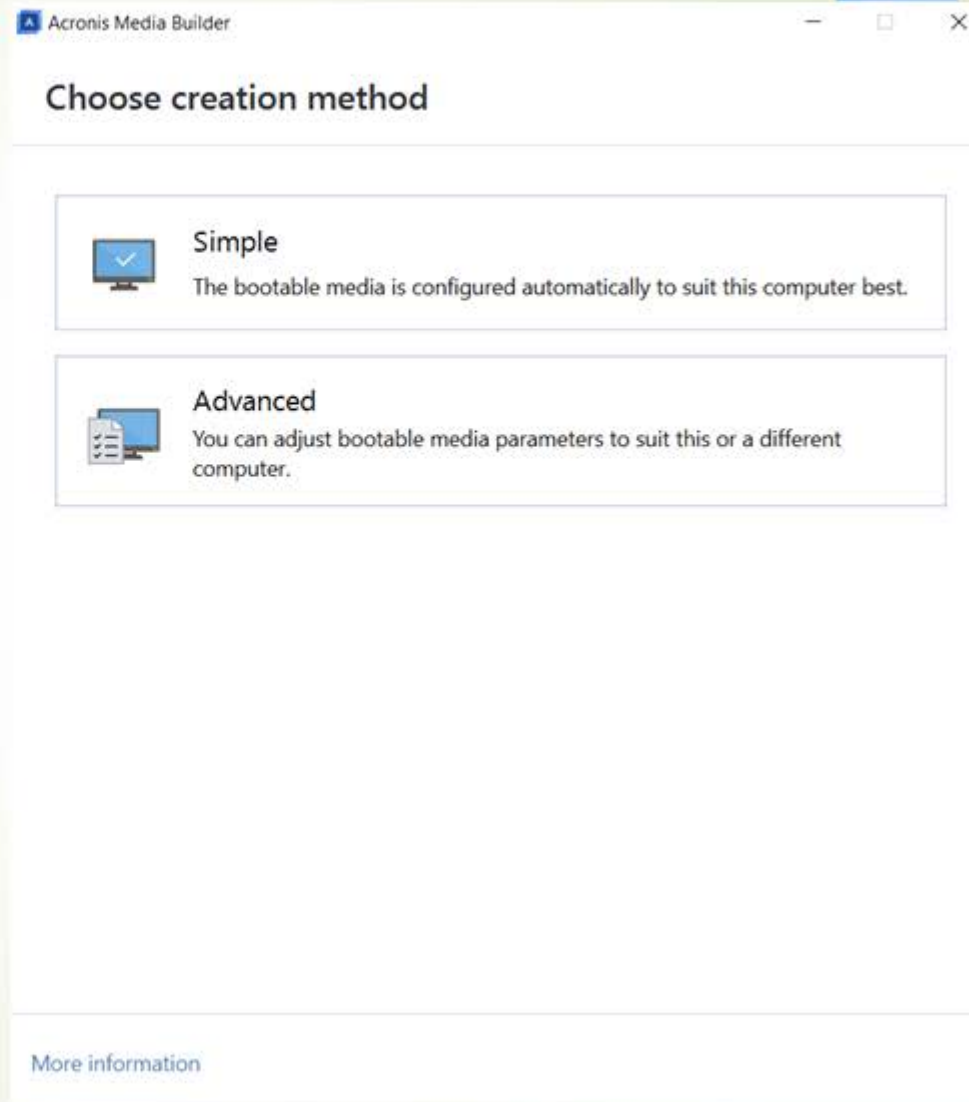 Acronis Media Builder
Choose creation method
Simple
The bootable media is configured automatically to suit this computer best.
Advanced
You can adjust bootable media parameters to suit this or a different
computer.
More information